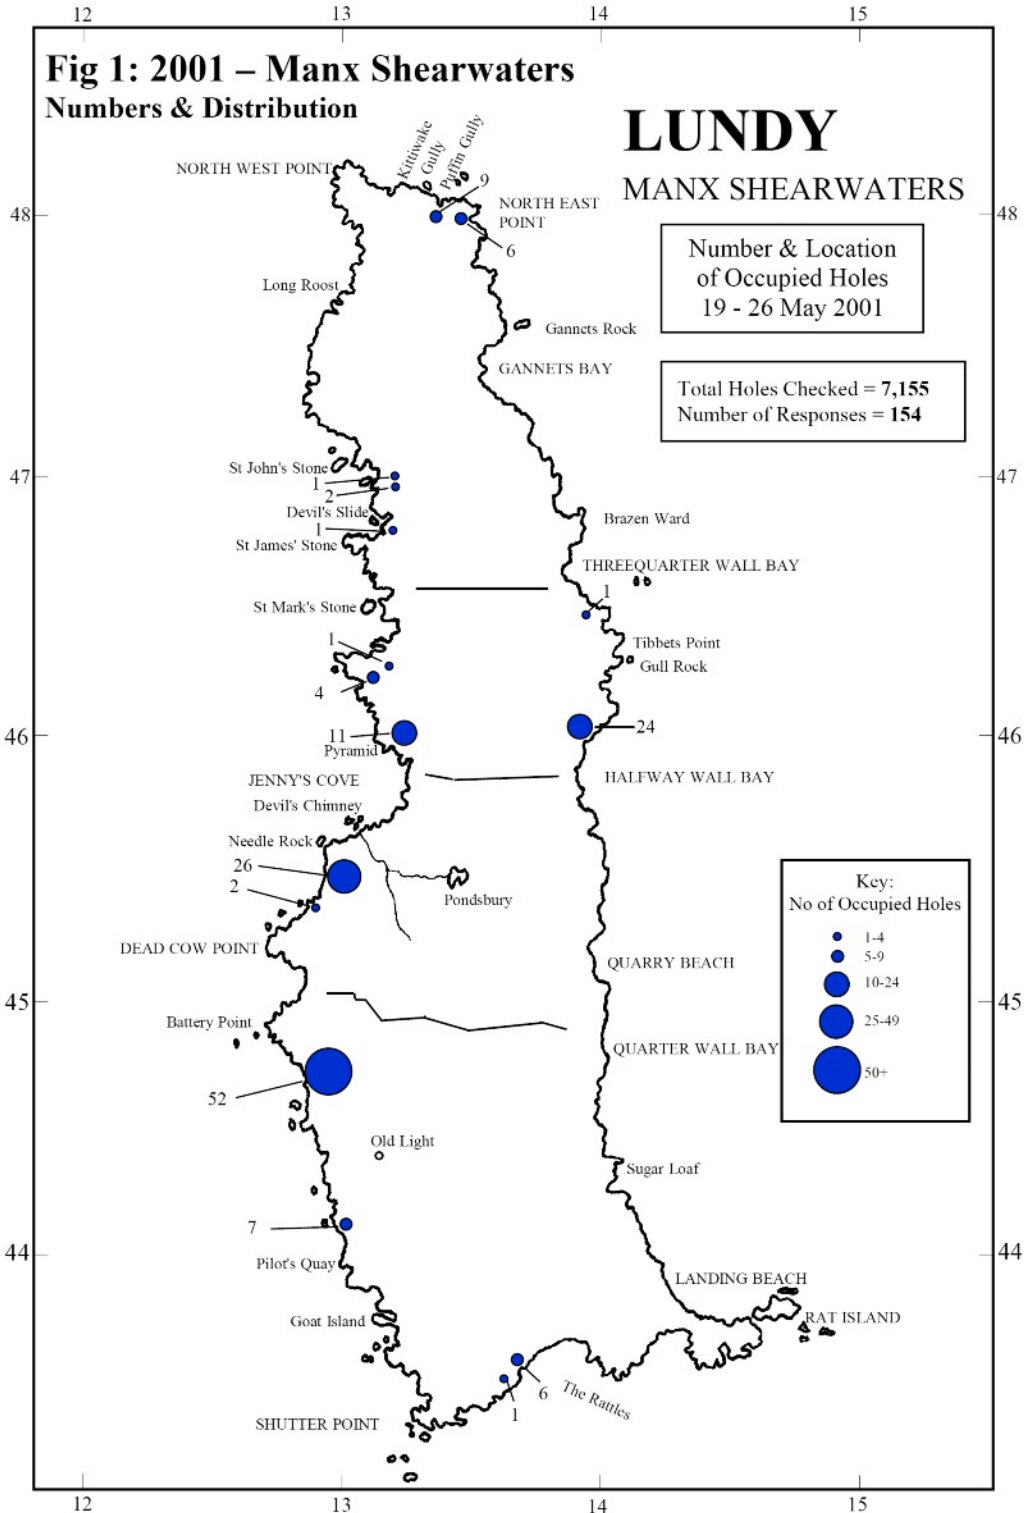 12 13 14 15
Fig 1: 2001 – Manx Shearwaters
Numbers & Distribution
LUNDY
MANX SHEARWATERS
Kittiwake
Gully
Puffin Gully
NORTH WEST POINT
9
48
48
NORTH EAST
POINT
6
Number & Location
of Occupied Holes
19 - 26 May 2001
Long Roost
Gannets Rock
GANNETS BAY
Total Holes Checked = 7,155
Number of Responses = 154
St John's Stone
47
47
1
2
Devil's Slide
1
St James' Stone
Brazen Ward
THREEQUARTER WALL BAY
1
St Mark's Stone
1
Tibbets Point
Gull Rock
4
24
11
46
46
Pyramid
JENNY'S COVE
HALFWAY WALL BAY
Devil's Chimney
Needle Rock
26
2
Pondsbury
Key:
No of Occupied Holes
1-4
5-9
10-24
25-49
50+
DEAD COW POINT
QUARRY BEACH
45
45
Battery Point
QUARTER WALL BAY
52
Old Light
Sugar Loaf
7
44
44
Pilot's Quay
LANDING BEACH
Goat Island
RAT ISLAND
6
The Rattles
1
SHUTTER POINT
12 13 14 15